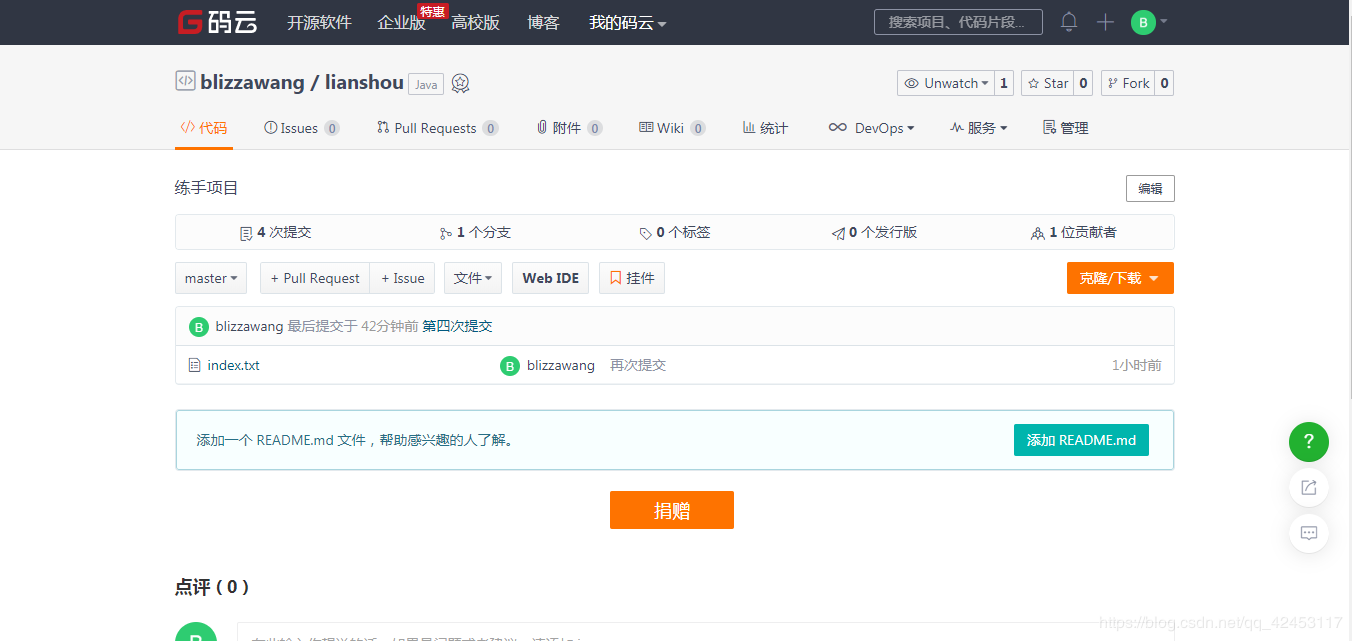 码云 开源软件 企业版 特惠 高校版 博客 我的码云 搜索项目、代码片段... B
blizzawang / lianshou Java Unwatch 1 Star 0 Fork 0
代码 Issues 0 Pull Requests 0 附件 0 Wiki 0 统计 DevOps 服务 管理
练手项目 编辑
4 次提交 1 个分支 0 个标签 0 个发行版 1 位贡献者
master + Pull Request + Issue 文件 Web IDE 挂件 克隆/下载
B blizzawang 最后提交于 42分钟前 第四次提交
index.txt B blizzawang 再次提交 1小时前
添加一个 README.md 文件，帮助感兴趣的人了解。 添加 README.md
?
捐赠
点评 ( 0 )
https://blog.csdn.net/qq_42453117